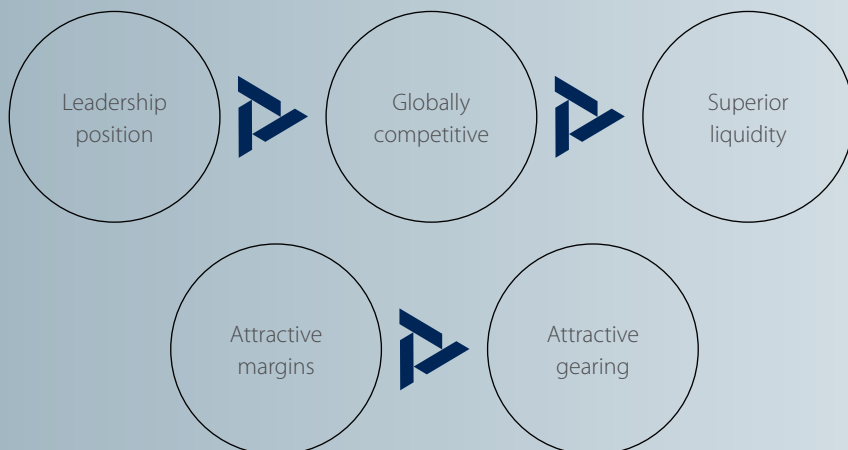 Leadership
position
Globally
competitive
Superior
liquidity
Attractive
margins
Attractive
gearing